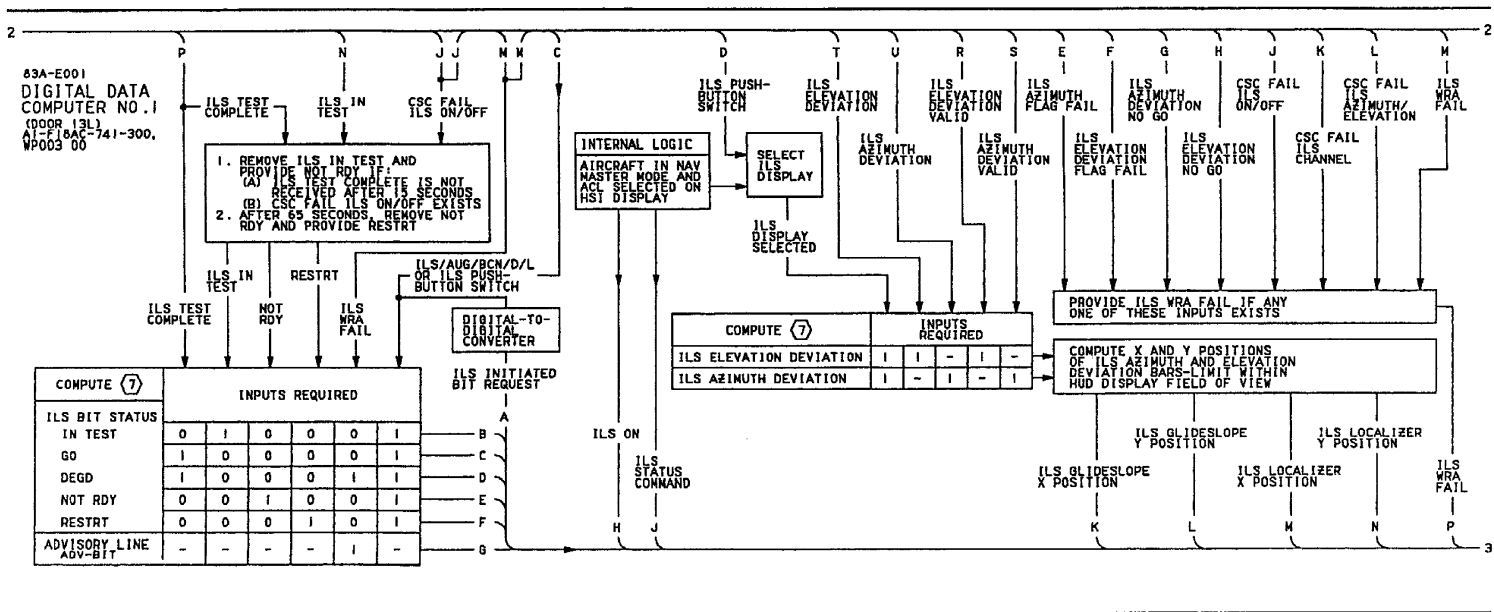 2
2
P
N
J
J
M
M
C
D
T
U
R
S
E
F
G
H
J
K
L
M
83A-E001
DIGITAL DATA
COMPUTER NO.1
(DOOR 13L)
A1-F18AC-741-300,
WP003 00
ILS TEST
COMPLETE
ILS IN
TEST
CSC FAIL
ILS ON/OFF
1. REMOVE ILS IN TEST AND
PROVIDE NOT RDY IF:
(A) ILS TEST COMPLETE IS NOT
RECEIVED AFTER 15 SECONDS
(B) CSC FAIL ILS ON/OFF EXISTS
2. AFTER 65 SECONDS, REMOVE NOT
RDY AND PROVIDE RESTRT
INTERNAL LOGIC
AIRCRAFT IN NAV
MASTER MODE AND
ACL SELECTED ON
HSI DISPLAY
ILS PUSH-
BUTTON
SWITCH
SELECT
ILS
DISPLAY
ILS
DISPLAY
SELECTED
ILS
ELEVATION
DEVIATION
ILS
AZIMUTH
DEVIATION
ILS
ELEVATION
DEVIATION
VALID
ILS
AZIMUTH
DEVIATION
VALID
ILS
AZIMUTH
FLAG FAIL
ILS
ELEVATION
DEVIATION
FLAG FAIL
ILS
AZIMUTH
DEVIATION
NO GO
ILS
ELEVATION
DEVIATION
NO GO
CSC FAIL
ILS
ON/OFF
CSC FAIL
ILS
CHANNEL
CSC FAIL
ILS
AZIMUTH/
ELEVATION
ILS
WRA
FAIL
ILS TEST
COMPLETE
ILS IN
TEST
NOT
RDY
RESTRT
ILS
WRA
FAIL
ILS/AUG/BCN/D/L
OR ILS PUSH-
BUTTON SWITCH
DIGITAL-TO-
DIGITAL
CONVERTER
ILS INITIATED
BIT REQUEST
A
COMPUTE 7
INPUTS
REQUIRED
ILS ELEVATION DEVIATION 1 1 - 1 -
ILS AZIMUTH DEVIATION 1 - 1 - 1
PROVIDE ILS WRA FAIL IF ANY
ONE OF THESE INPUTS EXISTS
COMPUTE X AND Y POSITIONS
OF ILS AZIMUTH AND ELEVATION
DEVIATION BARS-LIMIT WITHIN
HUD DISPLAY FIELD OF VIEW
COMPUTE 7
INPUTS REQUIRED
ILS BIT STATUS
IN TEST 0 1 0 0 0 1 B
GO 1 0 0 0 0 1 C
DEGD 1 0 0 0 1 1 D
NOT RDY 0 0 1 0 0 1 E
RESTRT 0 0 0 1 0 1 F
ADVISORY LINE
ADV-BIT - - - - 1 - G
ILS ON
ILS
STATUS
COMMAND
ILS GLIDESLOPE
X POSITION
ILS GLIDESLOPE
Y POSITION
ILS LOCALIZER
X POSITION
ILS LOCALIZER
Y POSITION
ILS
WRA
FAIL
H
J
K
L
M
N
P
3